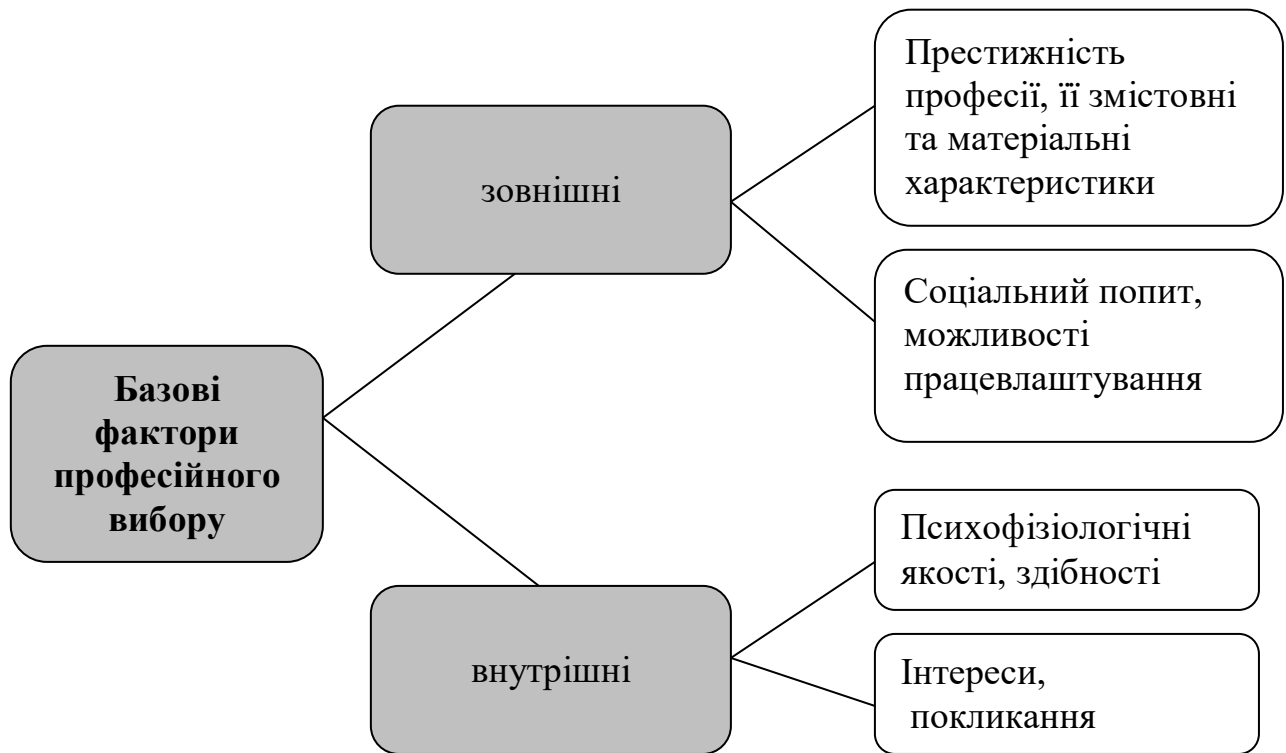 Престижність
професії, її змістовні
та матеріальні
характеристики
зовнішні
Соціальний попит,
можливості
працевлаштування
Базові
фактори
професійного
вибору
Психофізіологічні
якості, здібності
внутрішні
Інтереси,
покликання